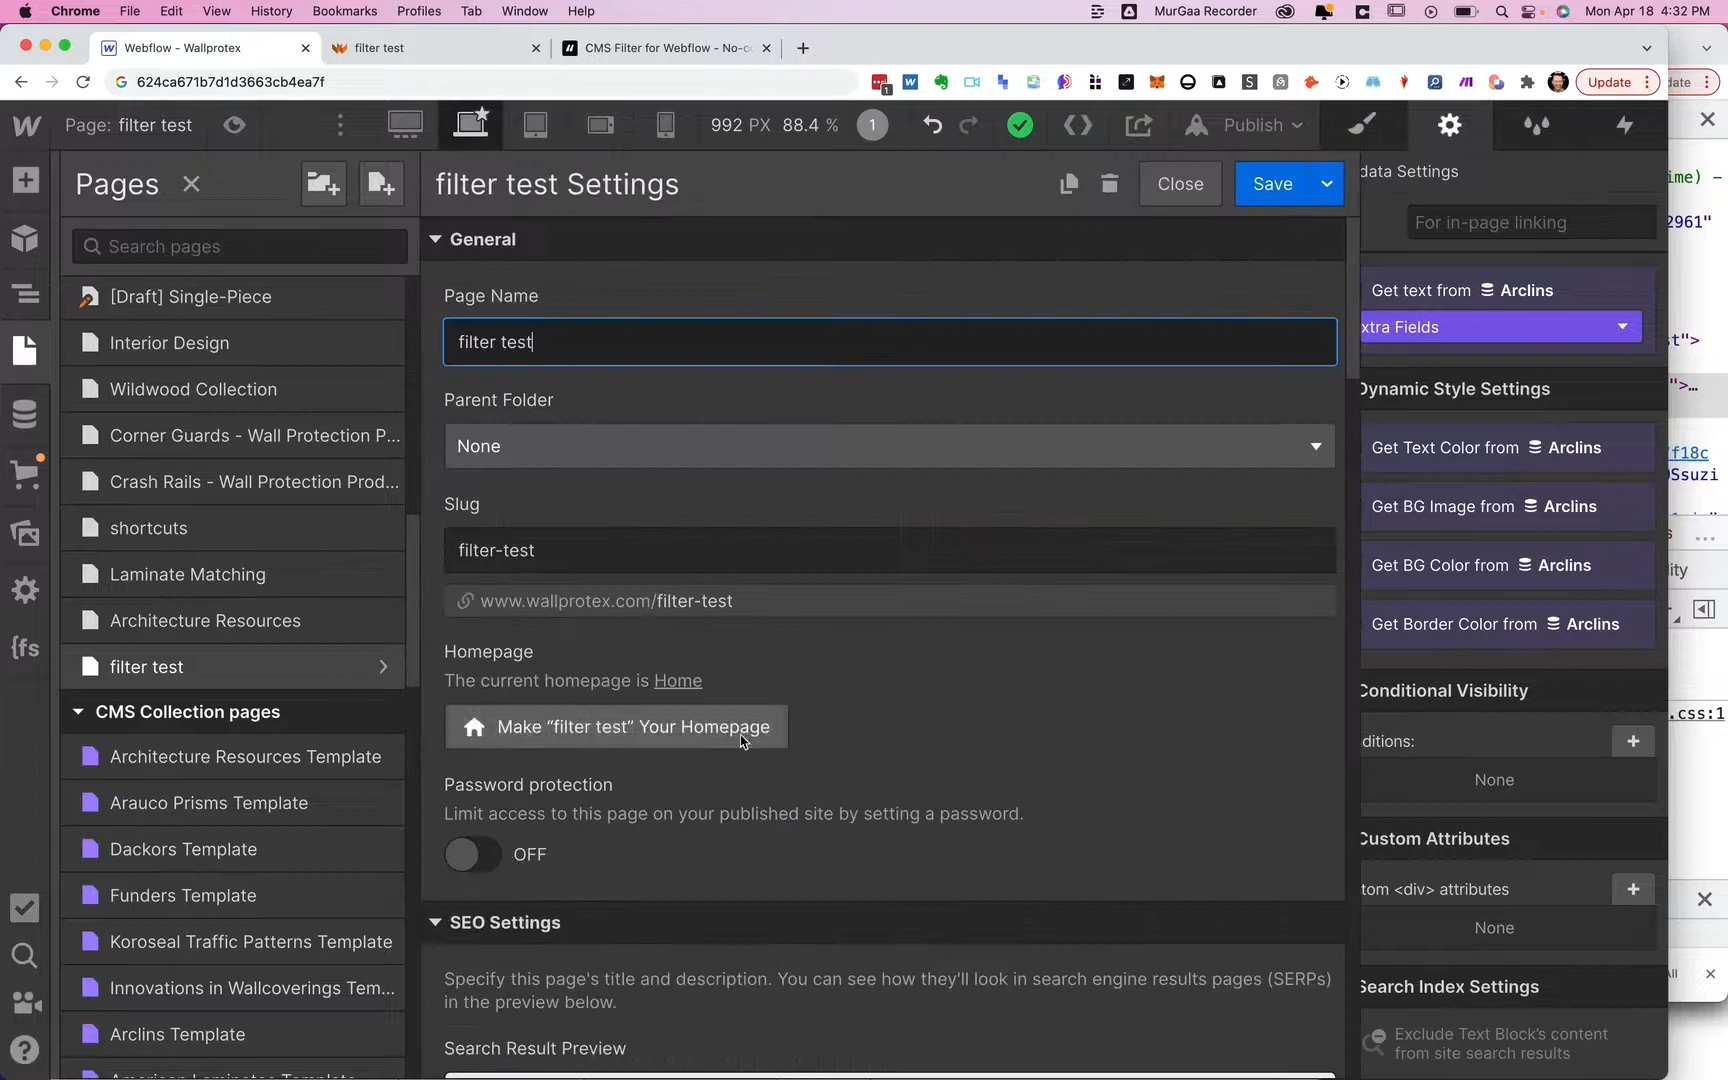 Chrome File Edit View History Bookmarks Profiles Tab Window Help MurGaa Recorder Mon Apr 18 4:32 PM
Webflow - Wallprotex filter test CMS Filter for Webflow - No-c
624ca671b7d1d3663cb4ea7f 1 Update
Page: filter test 992 PX 88.4 % 1 Publish
Pages
Search pages
[Draft] Single-Piece
Interior Design
Wildwood Collection
Corner Guards - Wall Protection P...
Crash Rails - Wall Protection Prod...
shortcuts
Laminate Matching
Architecture Resources
filter test
CMS Collection pages
Architecture Resources Template
Arauco Prisms Template
Dackors Template
Funders Template
Koroseal Traffic Patterns Template
Innovations in Wallcoverings Tem...
Arclins Template
filter test Settings Close Save
General
Page Name
filter test
Parent Folder
None
Slug
filter-test
www.wallprotex.com/filter-test
Homepage
The current homepage is Home
Make “filter test” Your Homepage
Password protection
Limit access to this page on your published site by setting a password.
OFF
SEO Settings
Specify this page's title and description. You can see how they'll look in search engine results pages (SERPs)
in the preview below.
Search Result Preview
data Settings
For in-page linking
Get text from Arclins
xtra Fields
Dynamic Style Settings
Get Text Color from Arclins
Get BG Image from Arclins
Get BG Color from Arclins
Get Border Color from Arclins
Conditional Visibility
ditions:
None
Custom Attributes
tom <div> attributes
None
Search Index Settings
Exclude Text Block's content
from site search results
date
me) –
2961"
st">
">…
f18c
Ssuzi
lity
.css:1
{fs